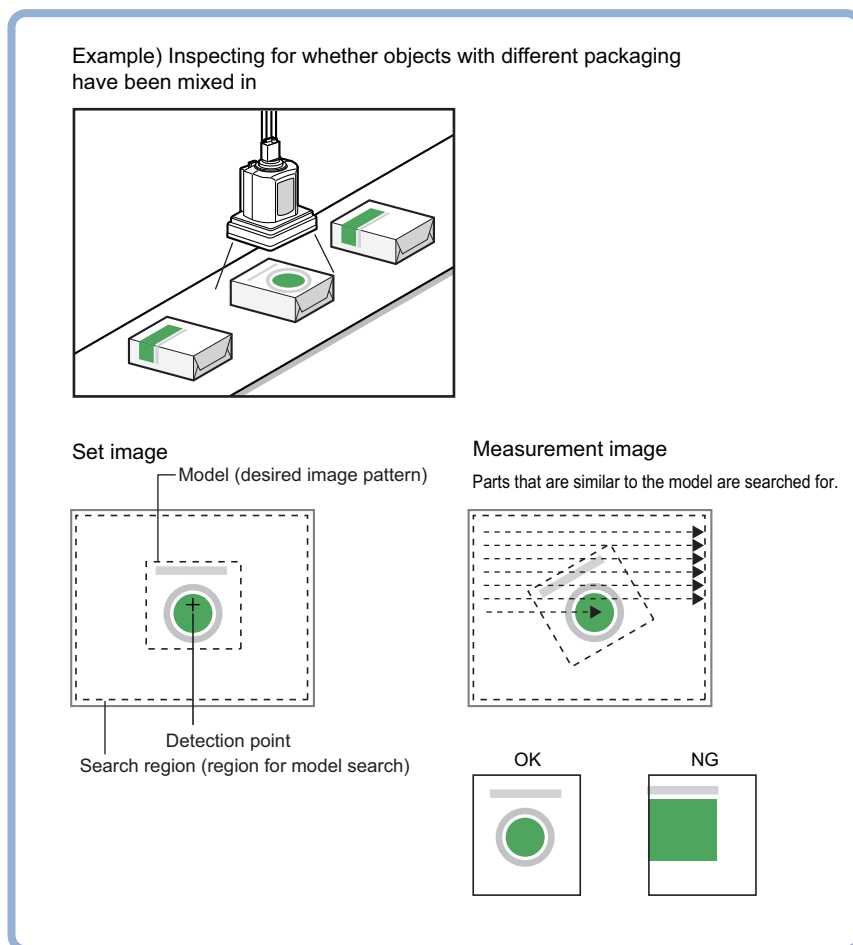 Example) Inspecting for whether objects with different packaging
have been mixed in
Set image
Model (desired image pattern)
Detection point
Search region (region for model search)
Measurement image
Parts that are similar to the model are searched for.
OK
NG